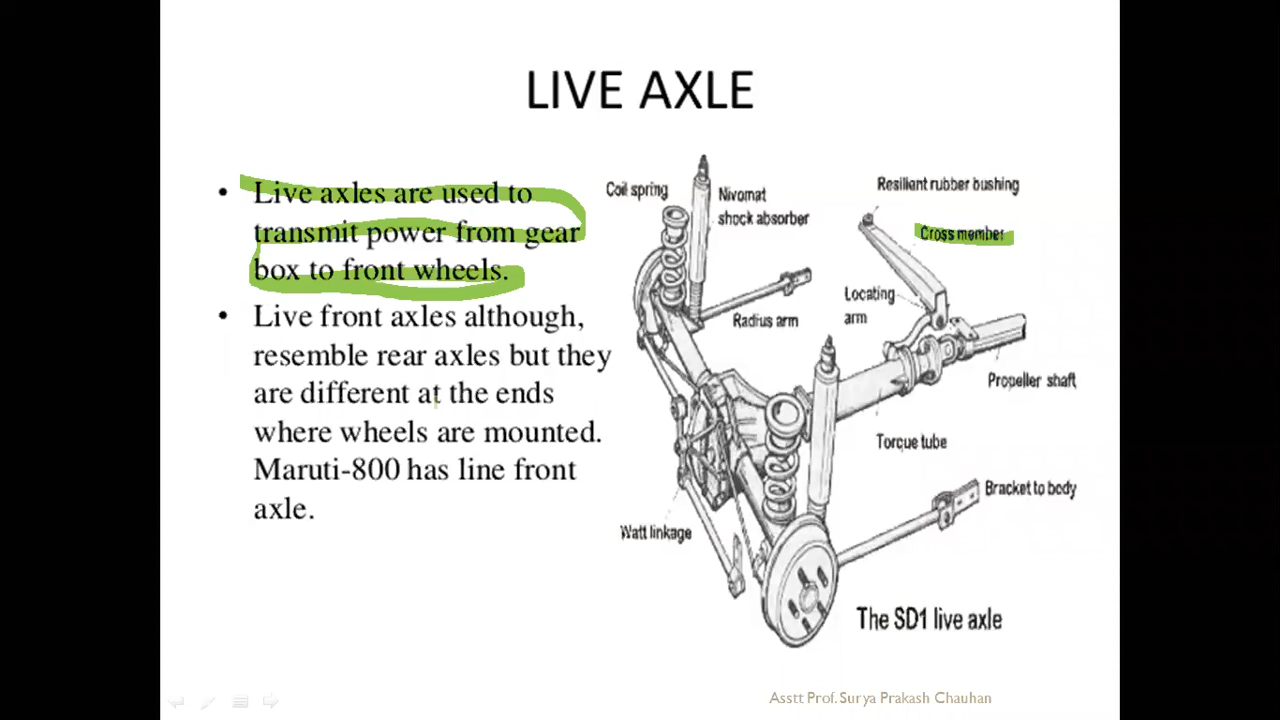 LIVE AXLE
• Live axles are used to
transmit power from gear
box to front wheels.
• Live front axles although,
resemble rear axles but they
are different at the ends
where wheels are mounted.
Maruti-800 has line front
axle.
Coil spring
Nivomat
shock absorber
Resiliant rubber bushing
Cross member
Radius arm
Locating
arm
Propeller shaft
Torque tube
Bracket to body
Watt linkage
The SD1 live axle
Asstt Prof. Surya Prakash Chauhan